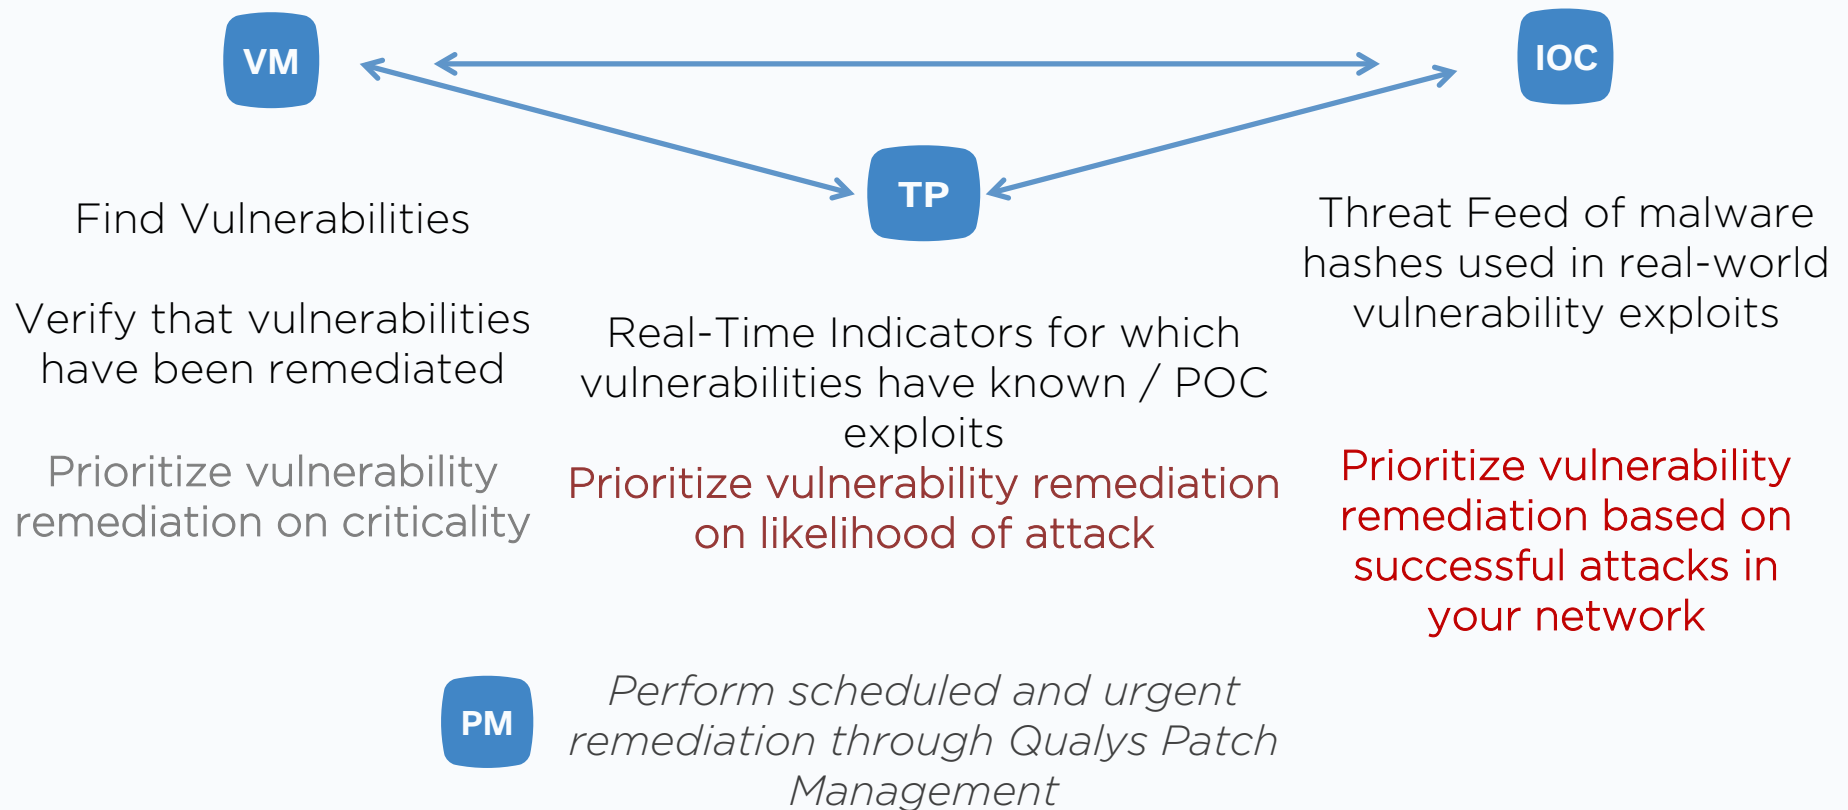 VM
IOC
TP
Find Vulnerabilities
Verify that vulnerabilities
have been remediated
Prioritize vulnerability
remediation on criticality
Real-Time Indicators for which
vulnerabilities have known / POC
exploits
Prioritize vulnerability remediation
on likelihood of attack
Threat Feed of malware
hashes used in real-world
vulnerability exploits
Prioritize vulnerability
remediation based on
successful attacks in
your network
PM
Perform scheduled and urgent
remediation through Qualys Patch
Management